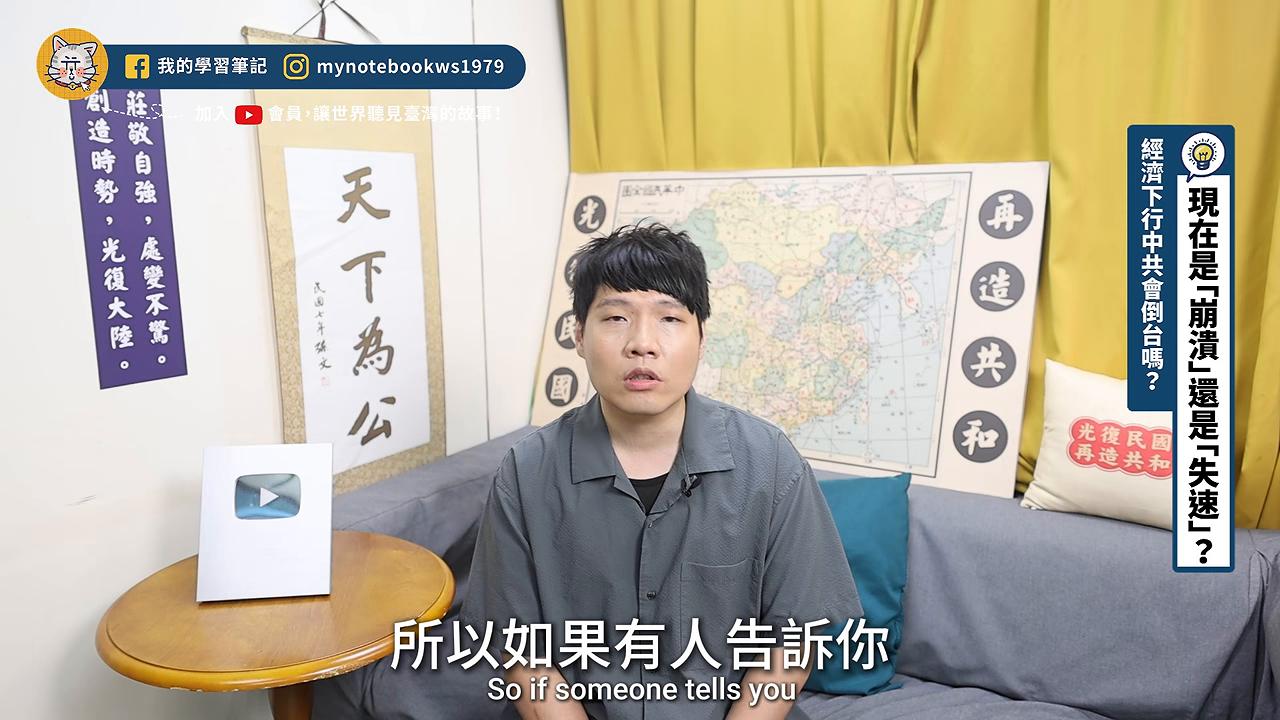 我的學習筆記 mynotebookws1979
加入 會員，讓世界聽見臺灣的故事！
莊敬自強，處變不驚。
創造時勢，光復大陸。
天下為公
民國七年 孫文
中華民國全圖
光
民
國
再
造
共
和
光復民國
再造共和
現在是「崩潰」還是「失速」？
經濟下行中共會倒台嗎？
所以如果有人告訴你
So if someone tells you